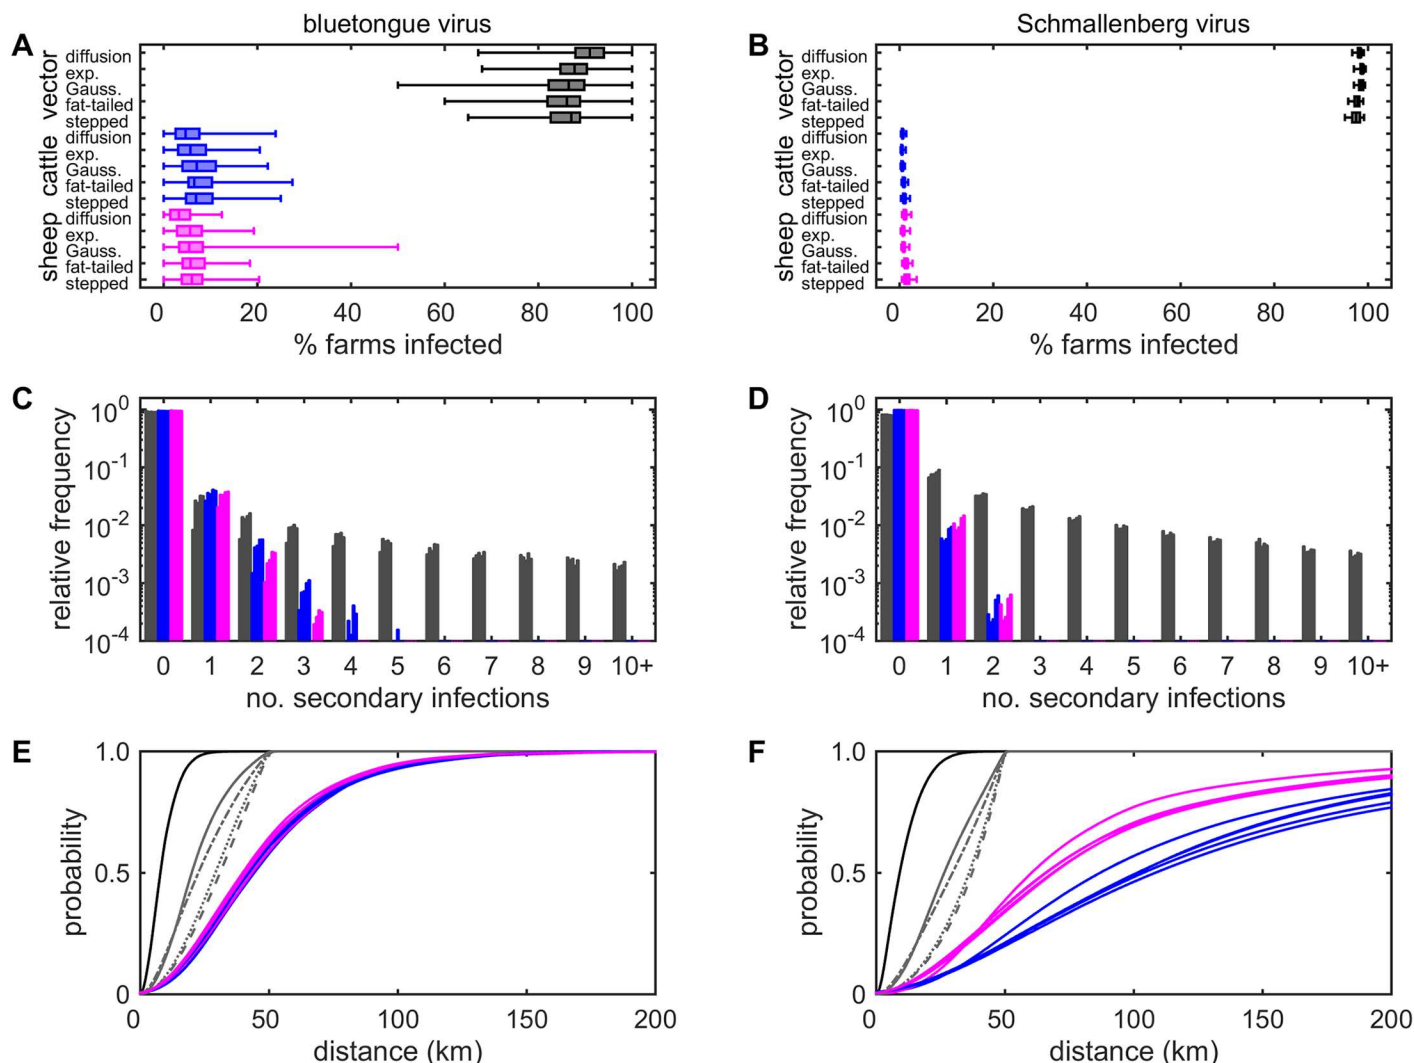 bluetongue virus
Schmallenberg virus
A
vector
cattle
sheep
diffusion
exp.
Gauss.
fat-tailed
stepped
diffusion
exp.
Gauss.
fat-tailed
stepped
diffusion
exp.
Gauss.
fat-tailed
stepped
0 20 40 60 80 100
% farms infected
B
vector
cattle
sheep
diffusion
exp.
Gauss.
fat-tailed
stepped
diffusion
exp.
Gauss.
fat-tailed
stepped
diffusion
exp.
Gauss.
fat-tailed
stepped
0 20 40 60 80 100
% farms infected
C
relative frequency
10^0
10^-1
10^-2
10^-3
10^-4
0 1 2 3 4 5 6 7 8 9 10+
no. secondary infections
D
relative frequency
10^0
10^-1
10^-2
10^-3
10^-4
0 1 2 3 4 5 6 7 8 9 10+
no. secondary infections
E
probability
1.0
0.5
0
0 50 100 150 200
distance (km)
F
probability
1.0
0.5
0
0 50 100 150 200
distance (km)